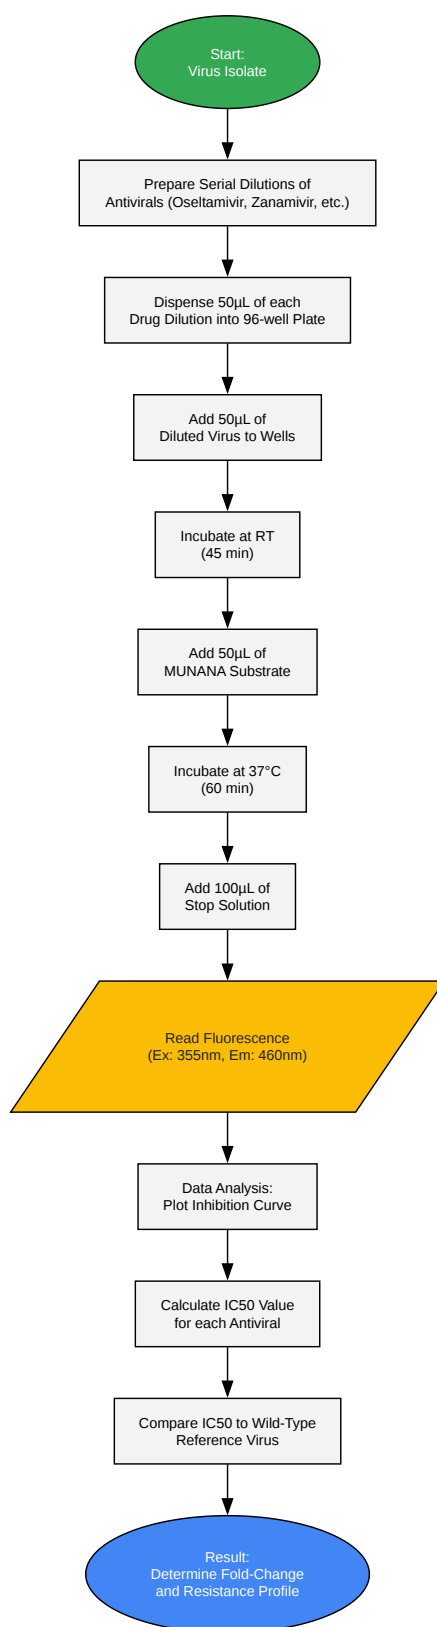 Start:
Virus Isolate
Prepare Serial Dilutions of
Antivirals (Oseltamivir, Zanamivir, etc.)
Dispense 50µL of each
Drug Dilution into 96-well Plate
Add 50µL of
Diluted Virus to Wells
Incubate at RT
(45 min)
Add 50µL of
MUNANA Substrate
Incubate at 37°C
(60 min)
Add 100µL of
Stop Solution
Read Fluorescence
(Ex: 355nm, Em: 460nm)
Data Analysis:
Plot Inhibition Curve
Calculate IC50 Value
for each Antiviral
Compare IC50 to Wild-Type
Reference Virus
Result:
Determine Fold-Change
and Resistance Profile